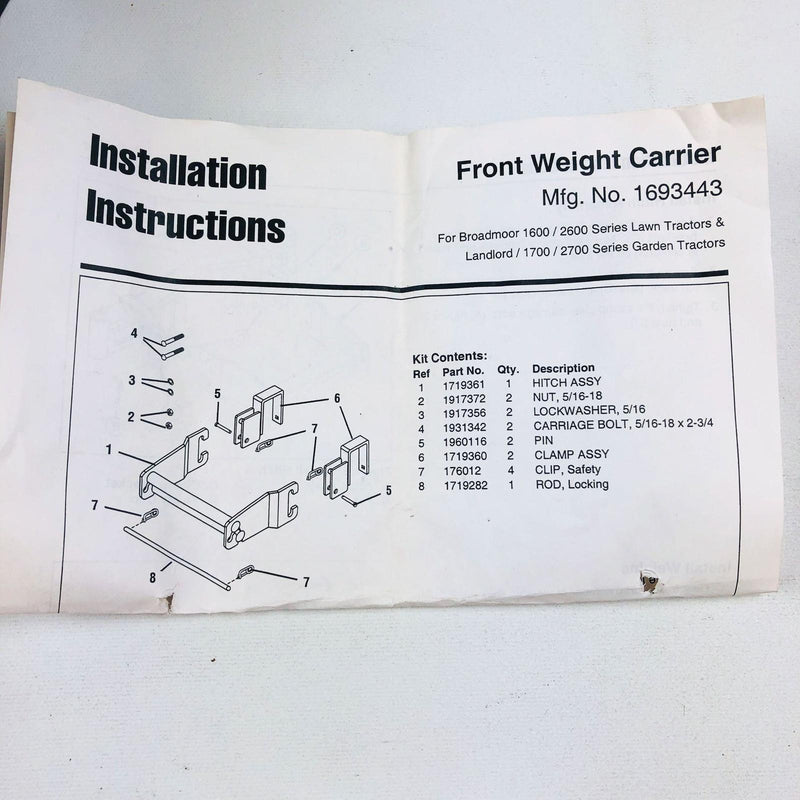 Installation
Instructions
Front Weight Carrier
Mfg. No. 1693443
For Broadmoor 1600 / 2600 Series Lawn Tractors &
Landlord / 1700 / 2700 Series Garden Tractors
4
3
2
1
5
6
7
7
5
8
7
Kit Contents:
Ref Part No. Qty. Description
1 1719361 1 HITCH ASSY
2 1917372 2 NUT, 5/16-18
3 1917356 2 LOCKWASHER, 5/16
4 1931342 2 CARRIAGE BOLT, 5/16-18 x 2-3/4
5 1960116 2 PIN
6 1719360 2 CLAMP ASSY
7 176012 4 CLIP, Safety
8 1719282 1 ROD, Locking